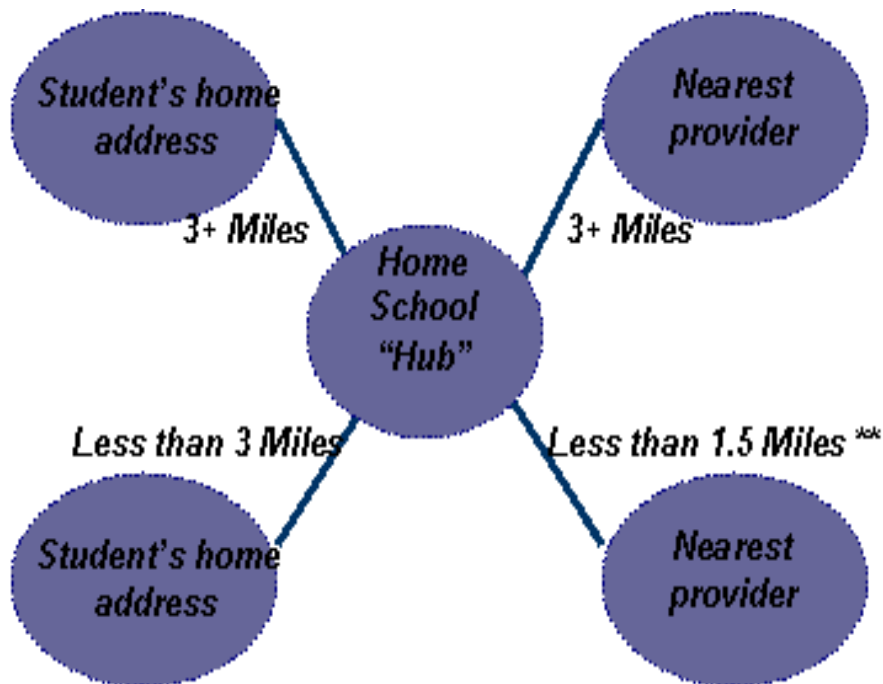 Student's home
address
Nearest
provider
3+ Miles
3+ Miles
Home
School
“Hub”
Less than 3 Miles
Less than 1.5 Miles **
Student's home
address
Nearest
provider